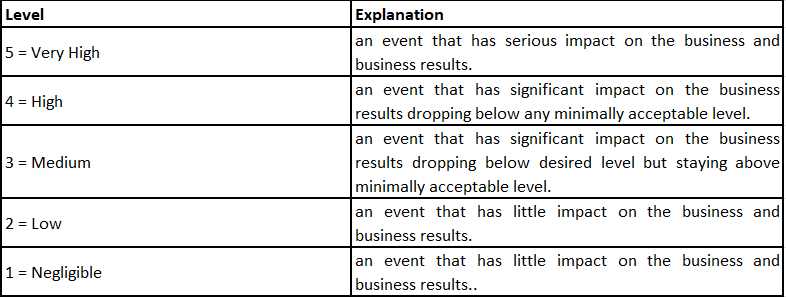 Level Explanation
5 = Very High
an event that has serious impact on the business and
business results.
4 = High
an event that has significant impact on the business
results dropping below any minimally acceptable level.
3 = Medium
an event that has significant impact on the business
results dropping below desired level but staying above
minimally acceptable level.
2 = Low
an event that has little impact on the business and
business results.
1 = Negligible
an event that has little impact on the business and
business results..